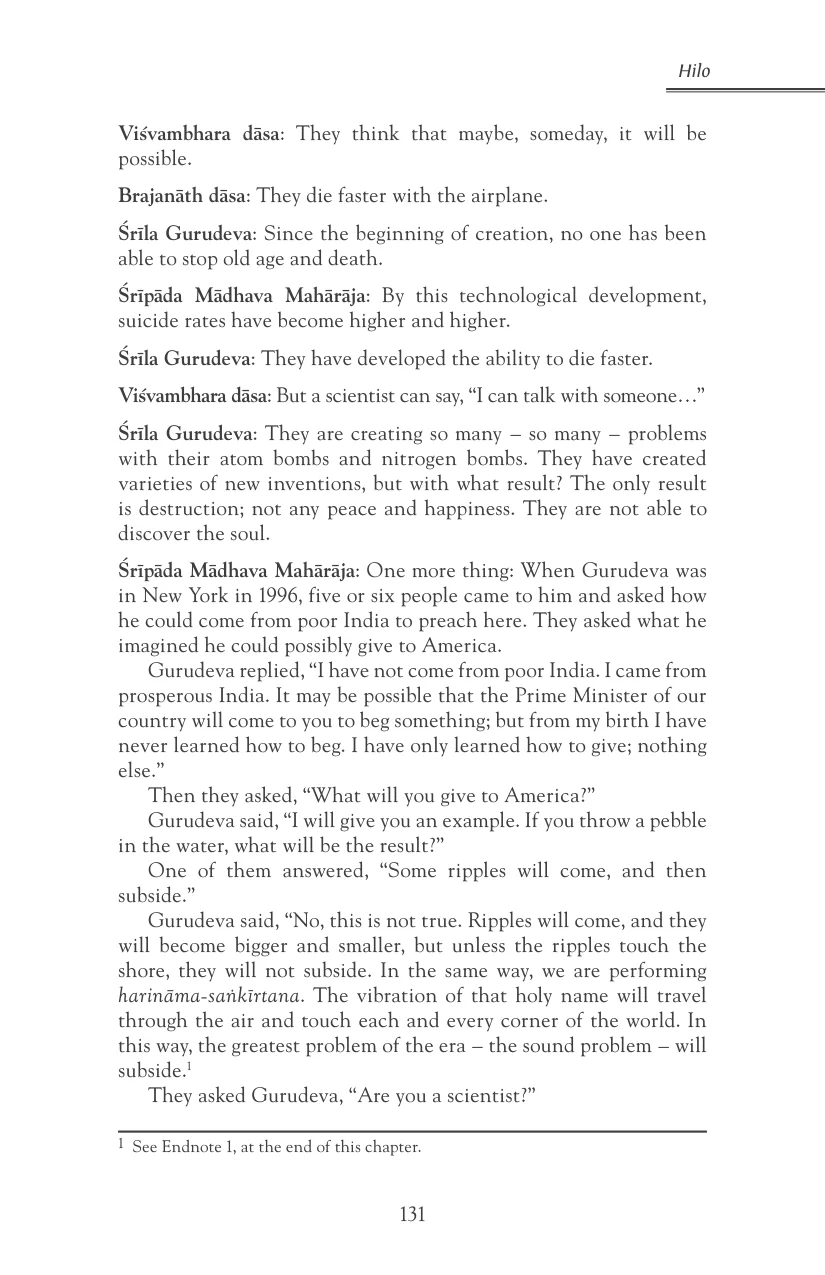 Hilo
Viśvambhara dāsa: They think that maybe, someday, it will be
possible.
Brajanāth dāsa: They die faster with the airplane.
Śrīla Gurudeva: Since the beginning of creation, no one has been
able to stop old age and death.
Śrīpāda Mādhava Mahārāja: By this technological development,
suicide rates have become higher and higher.
Śrīla Gurudeva: They have developed the ability to die faster.
Viśvambhara dāsa: But a scientist can say, “I can talk with someone…”
Śrīla Gurudeva: They are creating so many – so many – problems
with their atom bombs and nitrogen bombs. They have created
varieties of new inventions, but with what result? The only result
is destruction; not any peace and happiness. They are not able to
discover the soul.
Śrīpāda Mādhava Mahārāja: One more thing: When Gurudeva was
in New York in 1996, five or six people came to him and asked how
he could come from poor India to preach here. They asked what he
imagined he could possibly give to America.
Gurudeva replied, “I have not come from poor India. I came from
prosperous India. It may be possible that the Prime Minister of our
country will come to you to beg something; but from my birth I have
never learned how to beg. I have only learned how to give; nothing
else.”
Then they asked, “What will you give to America?”
Gurudeva said, “I will give you an example. If you throw a pebble
in the water, what will be the result?”
One of them answered, “Some ripples will come, and then
subside.”
Gurudeva said, “No, this is not true. Ripples will come, and they
will become bigger and smaller, but unless the ripples touch the
shore, they will not subside. In the same way, we are performing
harināma-saṅkīrtana. The vibration of that holy name will travel
through the air and touch each and every corner of the world. In
this way, the greatest problem of the era – the sound problem – will
subside.1
They asked Gurudeva, “Are you a scientist?”
1 See Endnote 1, at the end of this chapter.
131